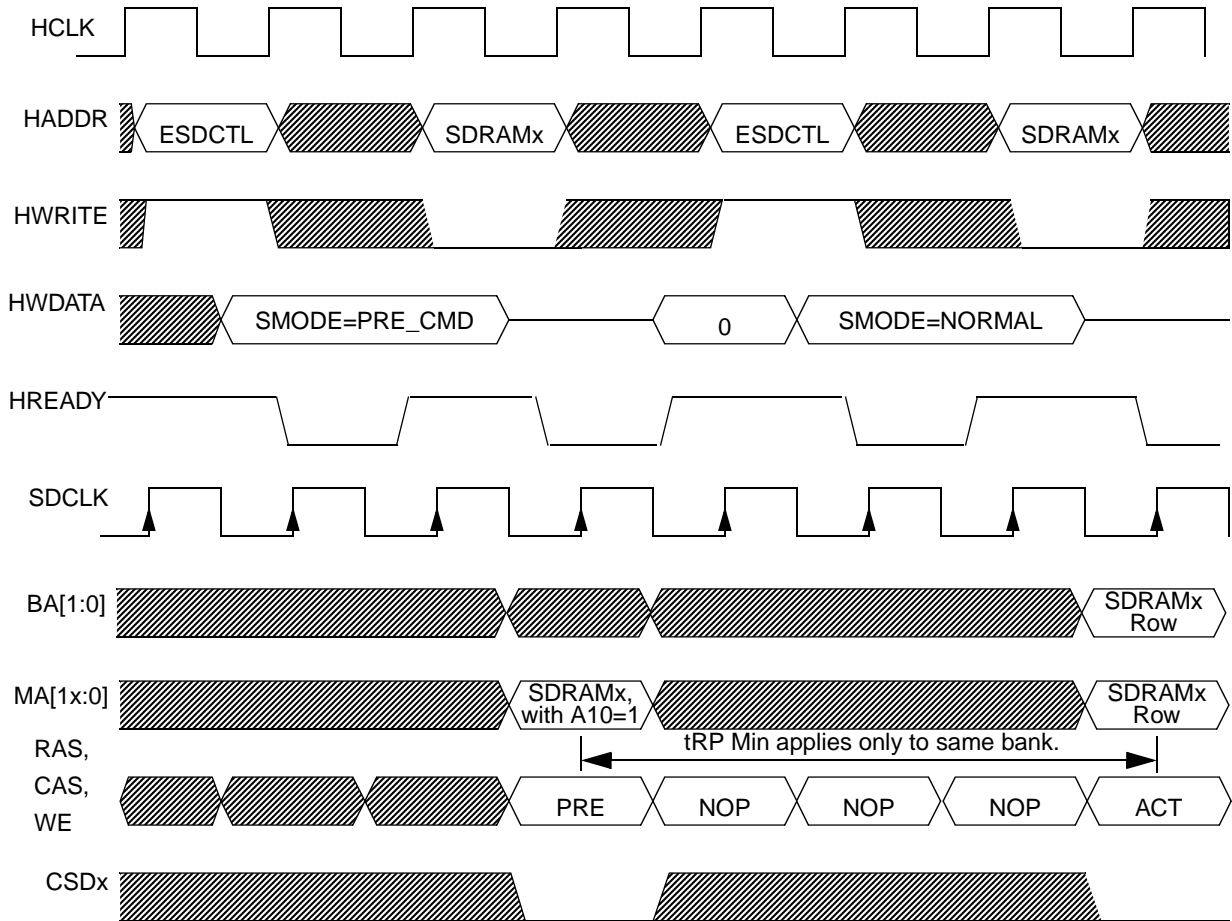 HCLK
HADDR
ESDCTL
SDRAMx
ESDCTL
SDRAMx
HWRITE
HWDATA
SMODE=PRE_CMD
0
SMODE=NORMAL
HREADY
SDCLK
BA[1:0]
SDRAMx
Row
MA[1x:0]
SDRAMx,
with A10=1
SDRAMx
Row
tRP Min applies only to same bank.
RAS,
CAS,
WE
PRE
NOP
NOP
NOP
ACT
CSDx